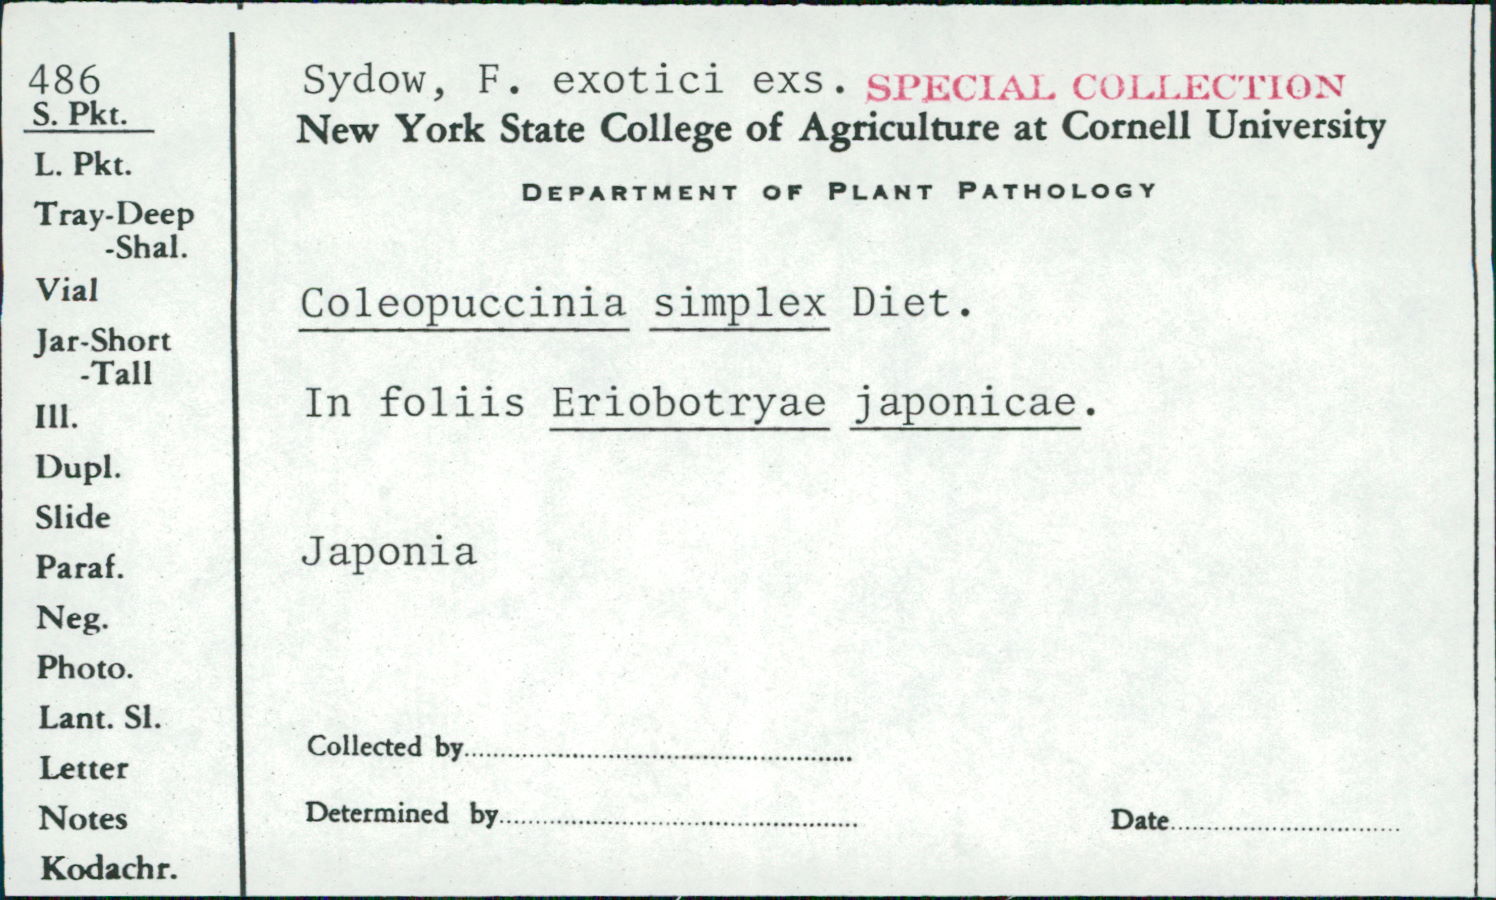 486
S. Pkt.
L. Pkt.
Tray-Deep
-Shal.
Vial
Jar-Short
-Tall
Ill.
Dupl.
Slide
Paraf.
Neg.
Photo.
Lant. Sl.
Letter
Notes
Kodachr.
Sydow, F. exotici exs. SPECIAL COLLECTION
New York State College of Agriculture at Cornell University
DEPARTMENT OF PLANT PATHOLOGY
Coleopuccinia simplex Diet.
In foliis Eriobotryae japonicae.
Japonia
Collected by
Determined by
Date